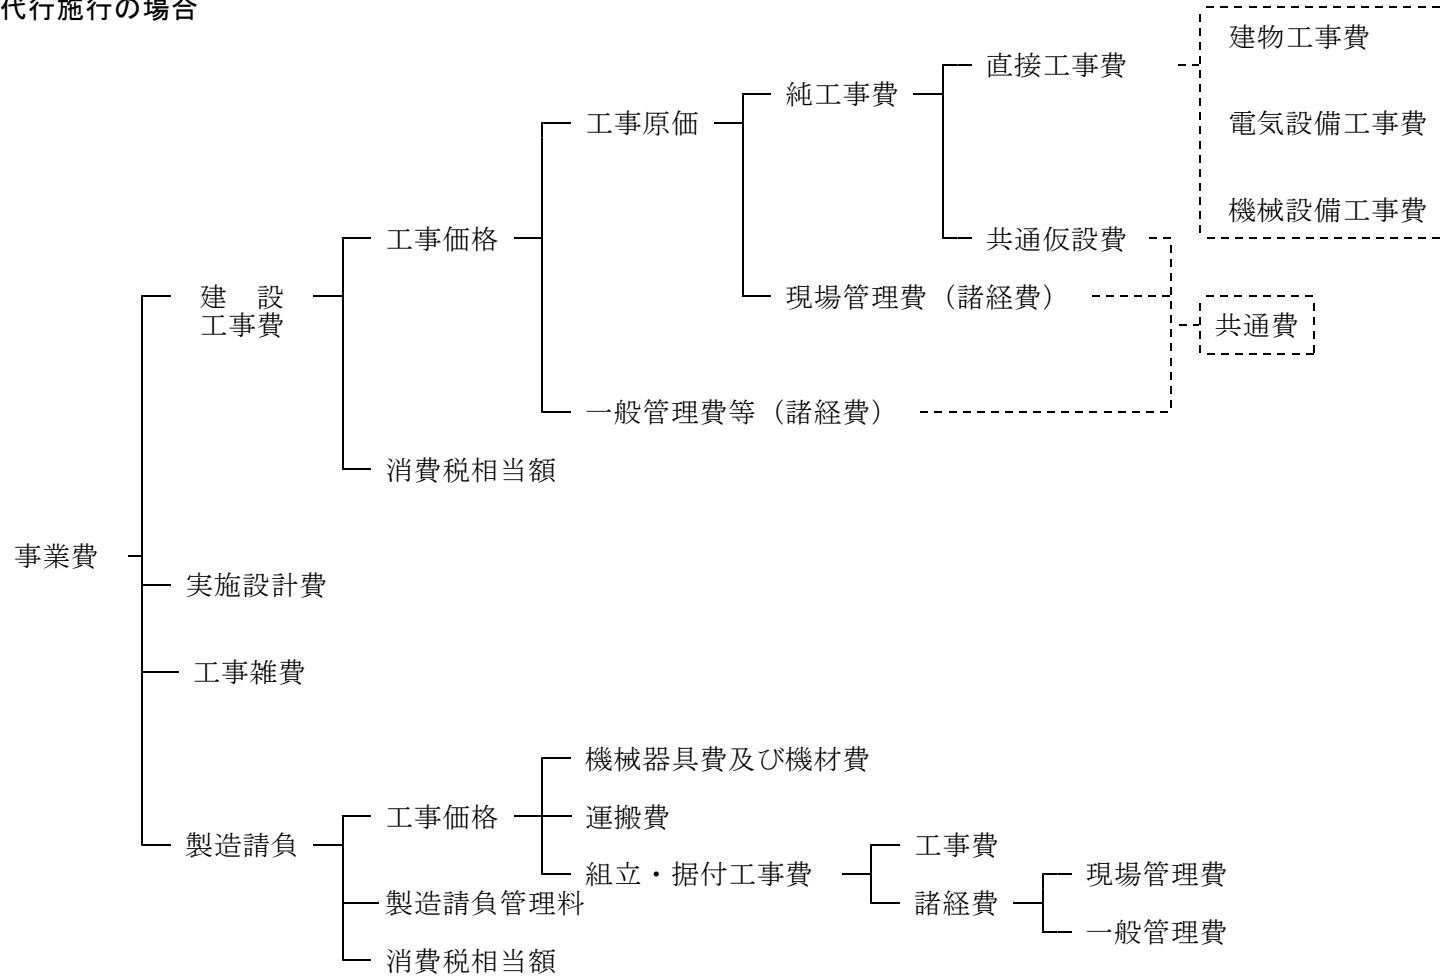 代行施行の場合
建物工事費
直接工事費
純工事費
工事原価
電気設備工事費
機械設備工事費
工事価格
共通仮設費
建　設
工事費
現場管理費（諸経費）
共通費
一般管理費等（諸経費）
消費税相当額
事業費
実施設計費
工事雑費
機械器具費及び機材費
工事価格
運搬費
製造請負
工事費
組立・据付工事費
現場管理費
製造請負管理料
諸経費
一般管理費
消費税相当額